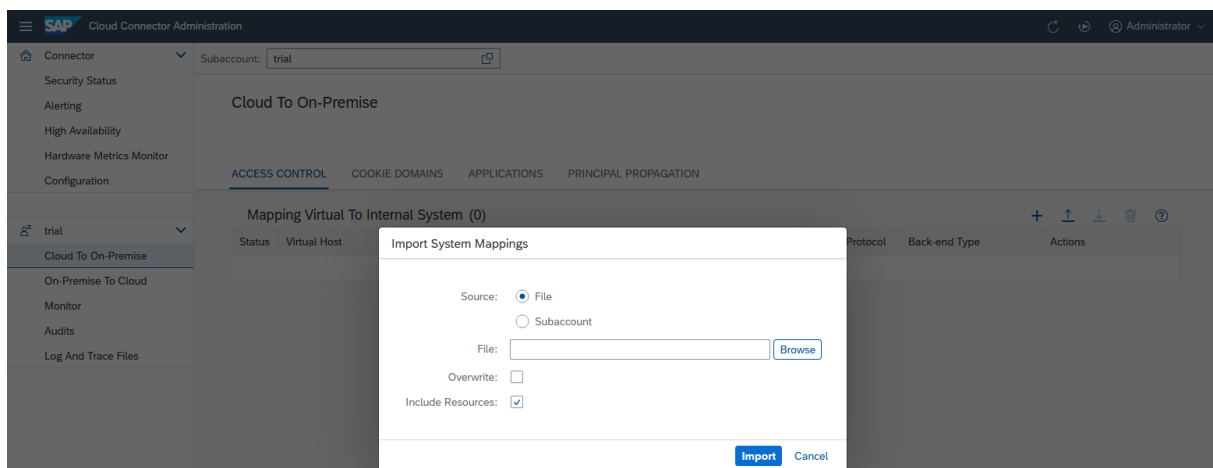 SAP Cloud Connector Administration
Administrator
Connector
Security Status
Alerting
High Availability
Hardware Metrics Monitor
Configuration
trial
Cloud To On-Premise
On-Premise To Cloud
Monitor
Audits
Log And Trace Files
Subaccount: trial
Cloud To On-Premise
ACCESS CONTROL COOKIE DOMAINS APPLICATIONS PRINCIPAL PROPAGATION
Mapping Virtual To Internal System (0)
Status Virtual Host Protocol Back-end Type Actions
Import System Mappings
Source: File
Subaccount
File: Browse
Overwrite:
Include Resources:
Import Cancel